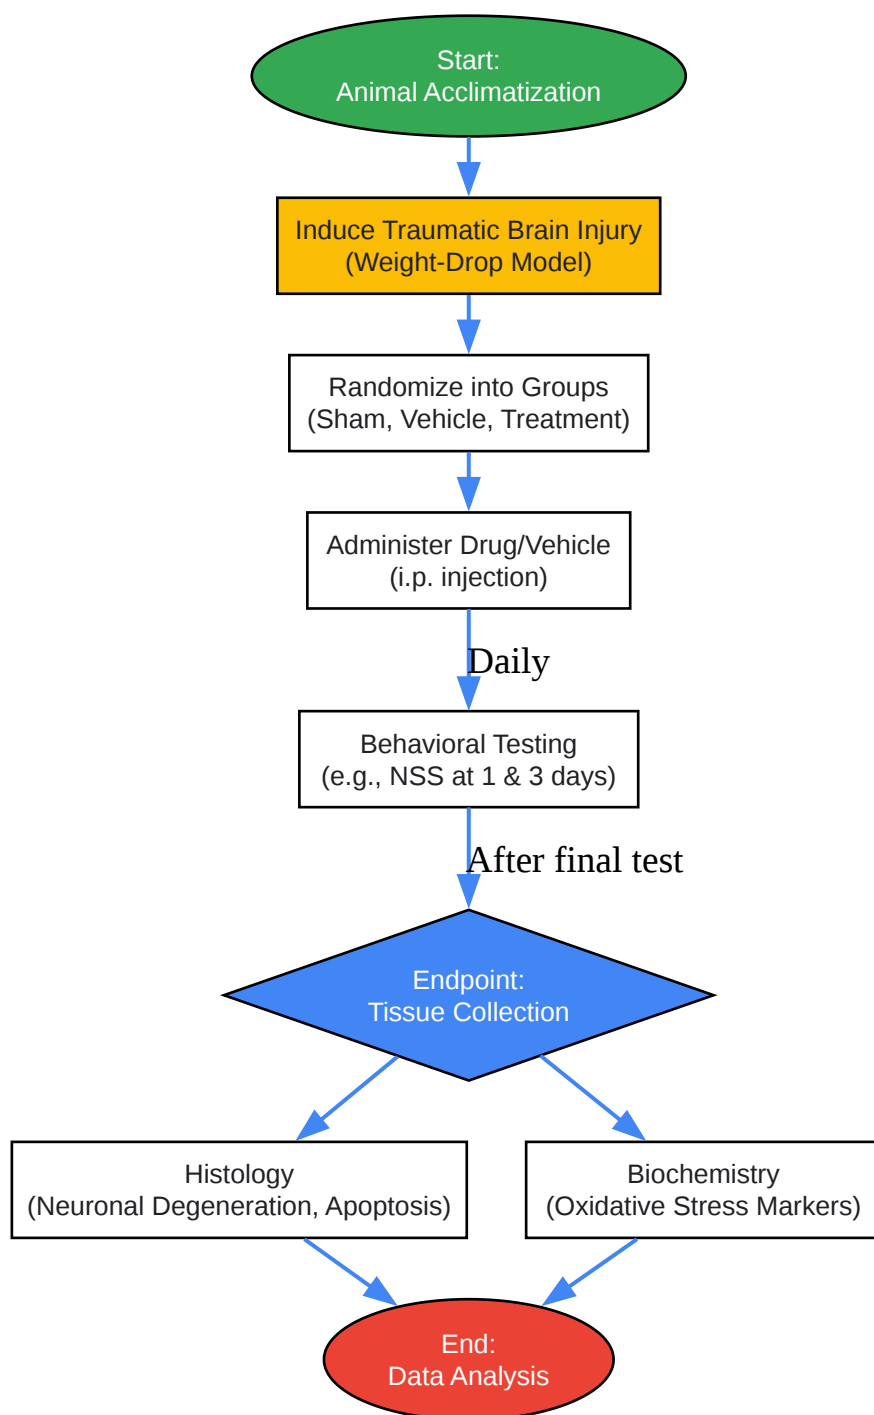 Start:
Animal Acclimatization
Induce Traumatic Brain Injury
(Weight-Drop Model)
Randomize into Groups
(Sham, Vehicle, Treatment)
Administer Drug/Vehicle
(i.p. injection)
Daily
Behavioral Testing
(e.g., NSS at 1 & 3 days)
After final test
Endpoint:
Tissue Collection
Histology
(Neuronal Degeneration, Apoptosis)
Biochemistry
(Oxidative Stress Markers)
End:
Data Analysis